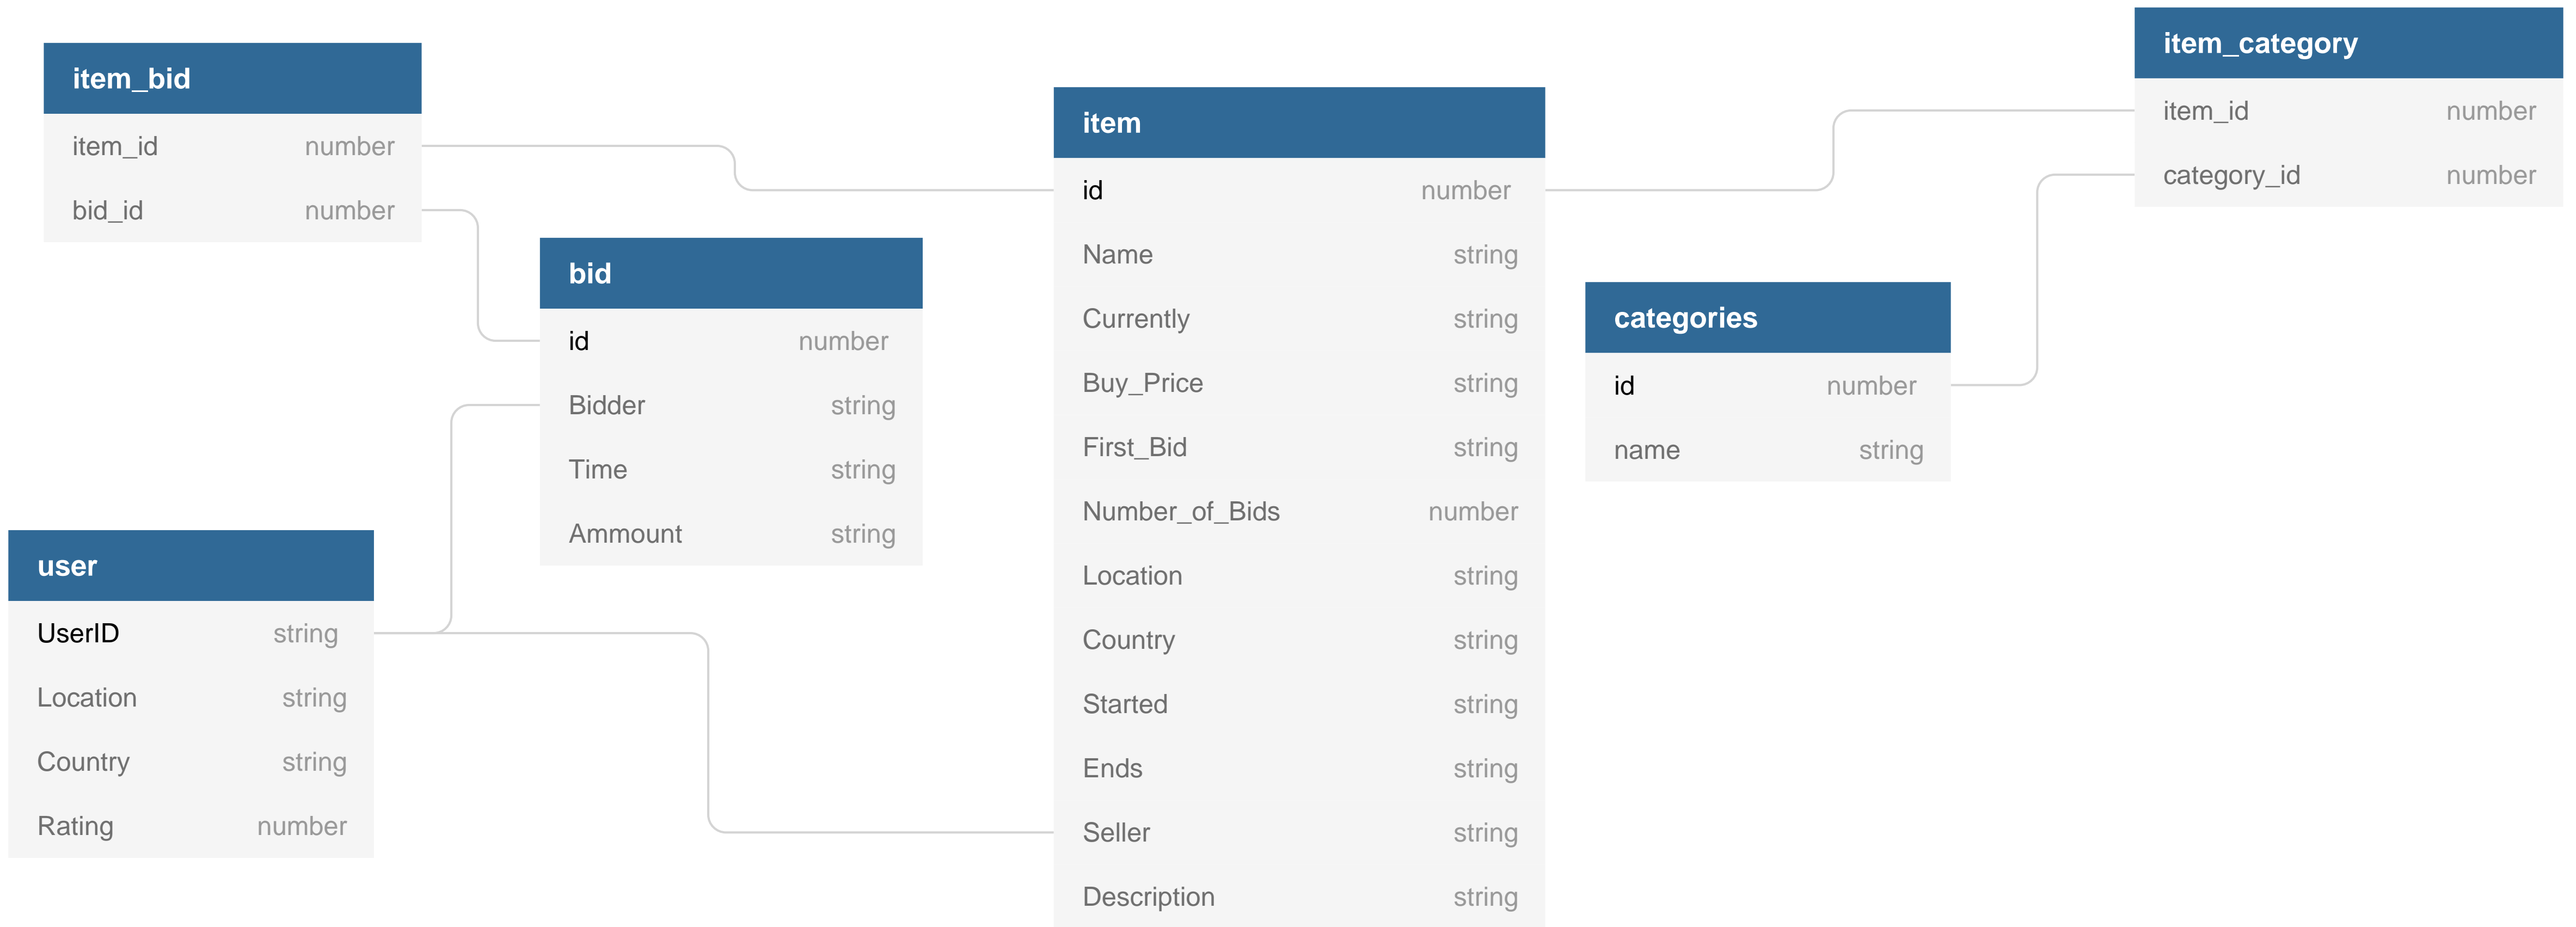 item_bid
item_id number
bid_id number
bid
id number
Bidder string
Time string
Ammount string
user
UserID string
Location string
Country string
Rating number
item
id number
Name string
Currently string
Buy_Price string
First_Bid string
Number_of_Bids number
Location string
Country string
Started string
Ends string
Seller string
Description string
categories
id number
name string
item_category
item_id number
category_id number